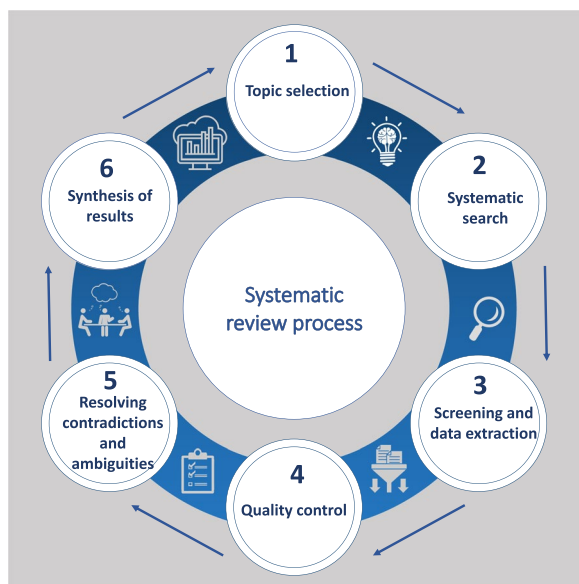 1
Topic selection
2
Systematic
search
3
Screening and
data extraction
4
Quality control
5
Resolving
contradictions
and
ambiguities
6
Synthesis of
results
Systematic
review process